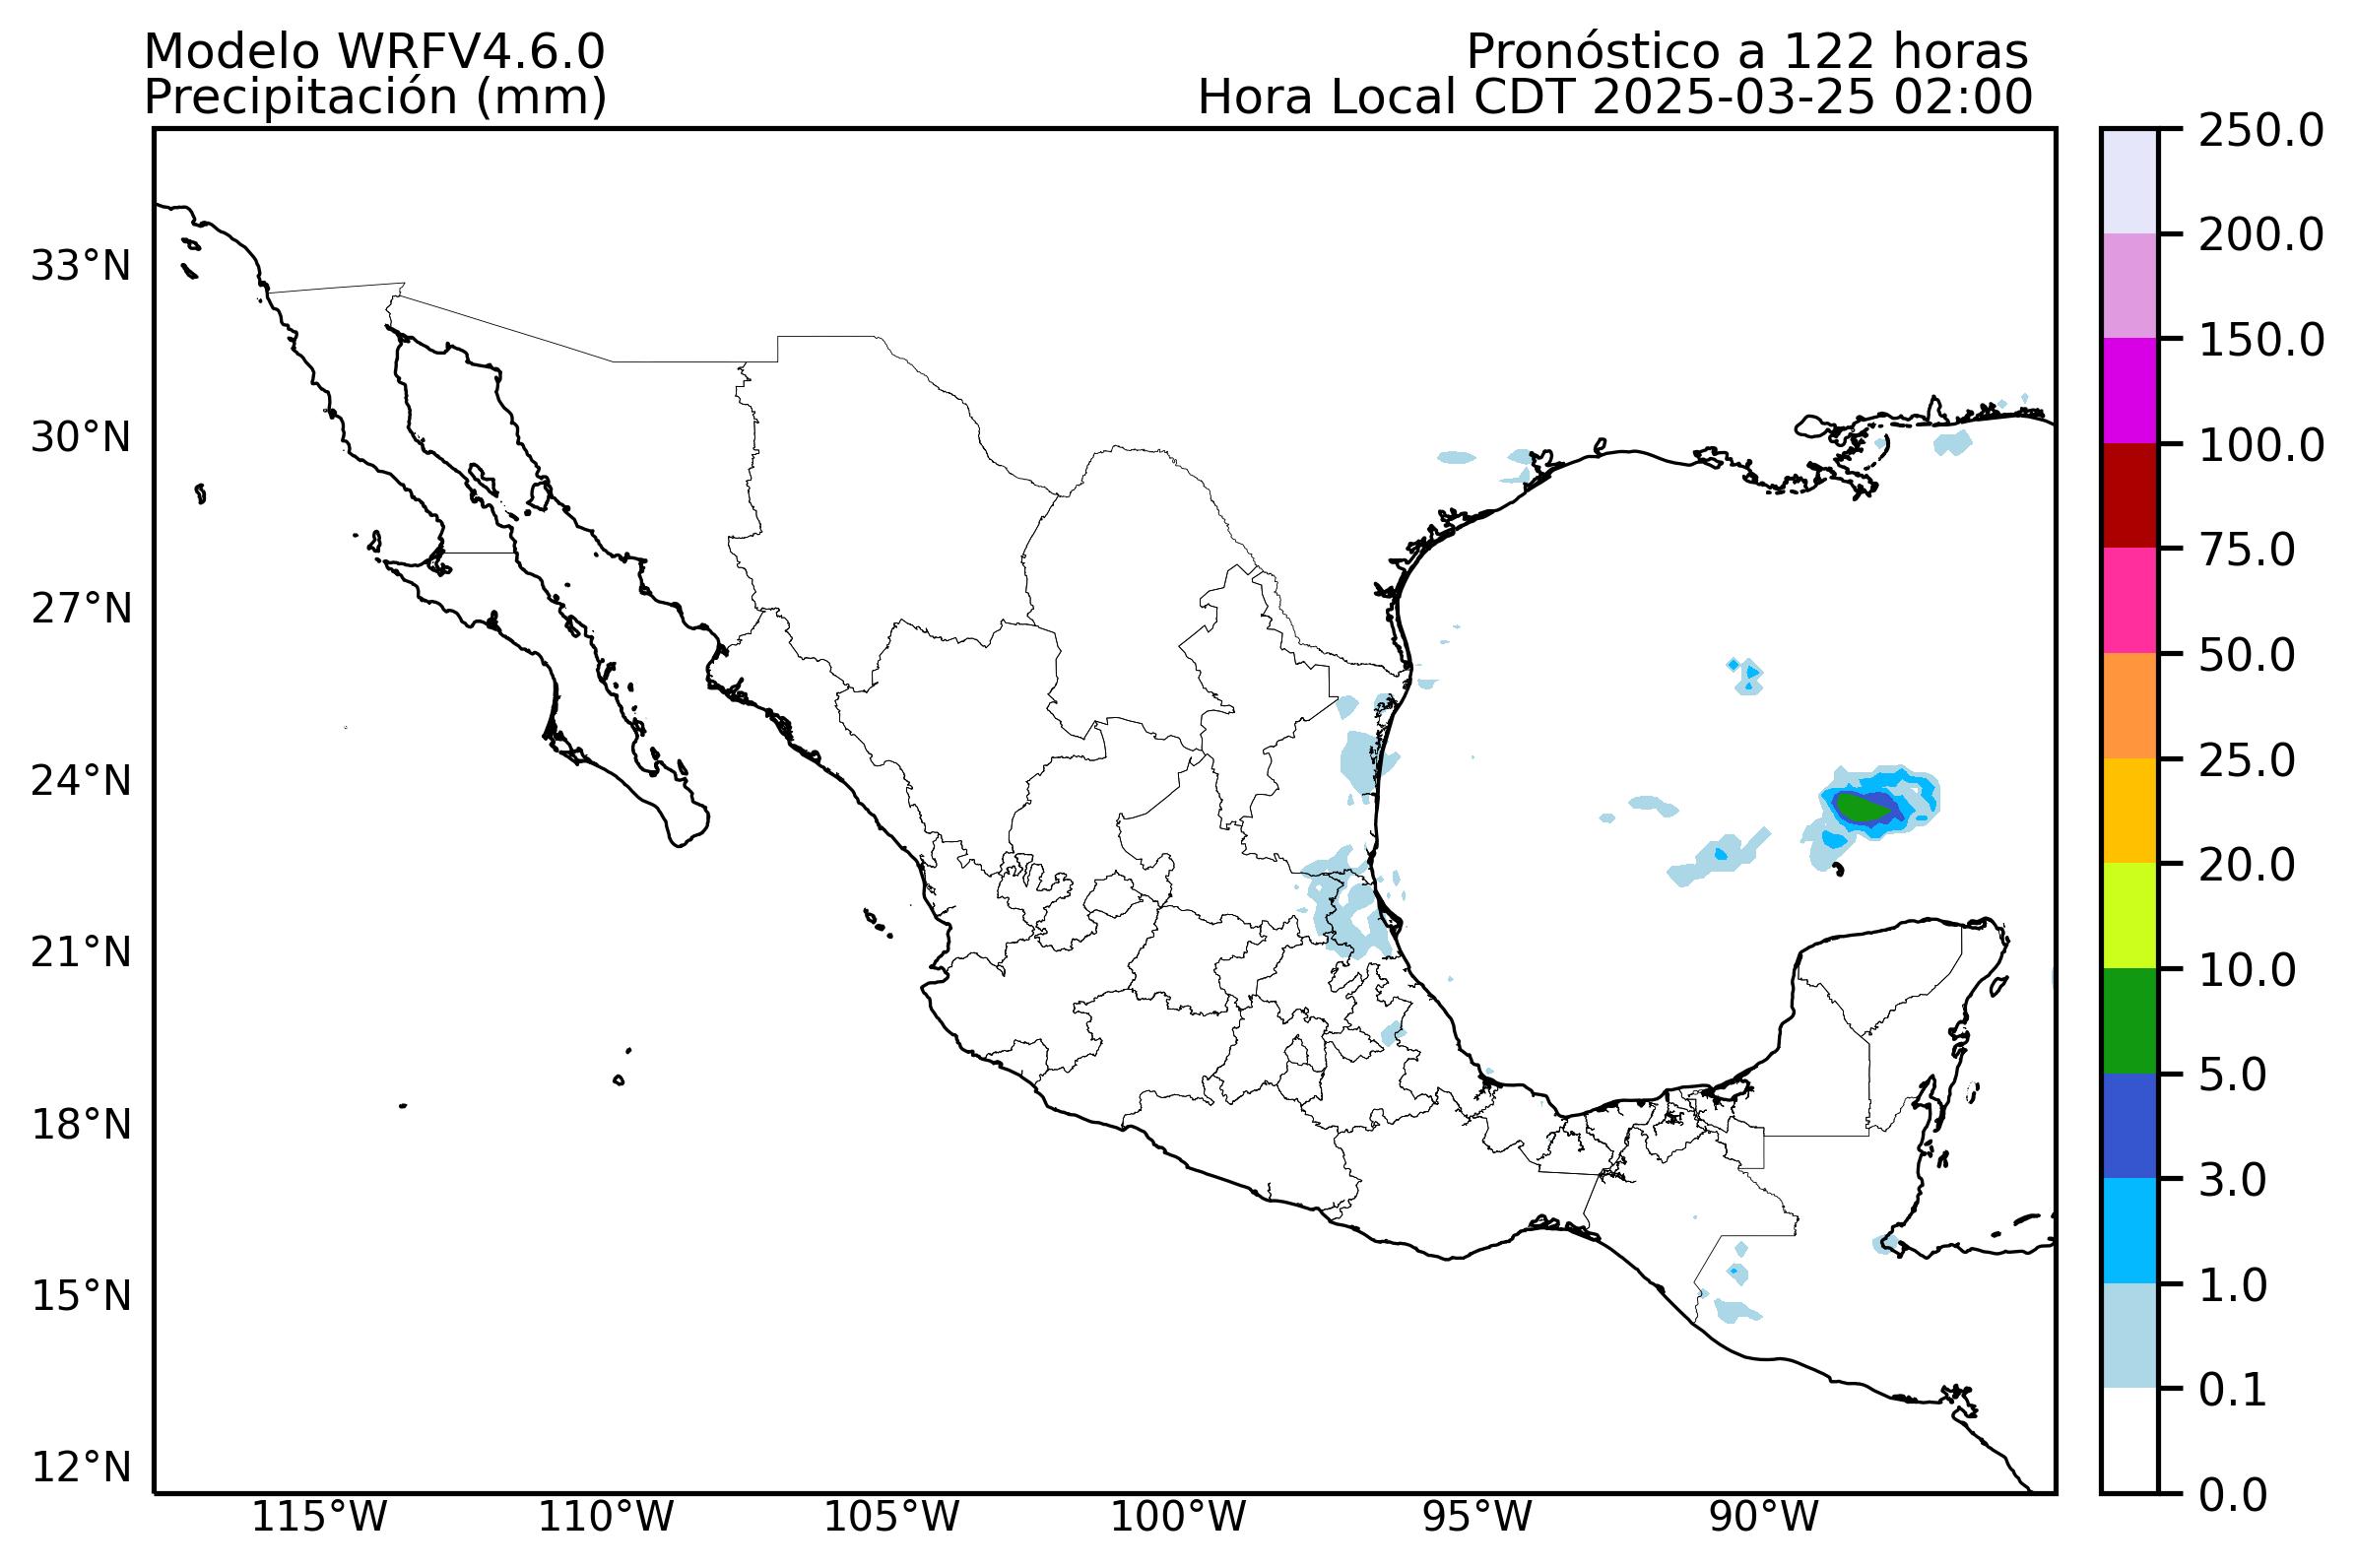 Modelo WRFV4.6.0
Precipitación (mm)
Pronóstico a 122 horas
Hora Local CDT 2025-03-25 02:00
33°N
30°N
27°N
24°N
21°N
18°N
15°N
12°N
115°W 110°W 105°W 100°W 95°W 90°W
250.0
200.0
150.0
100.0
75.0
50.0
25.0
20.0
10.0
5.0
3.0
1.0
0.1
0.0